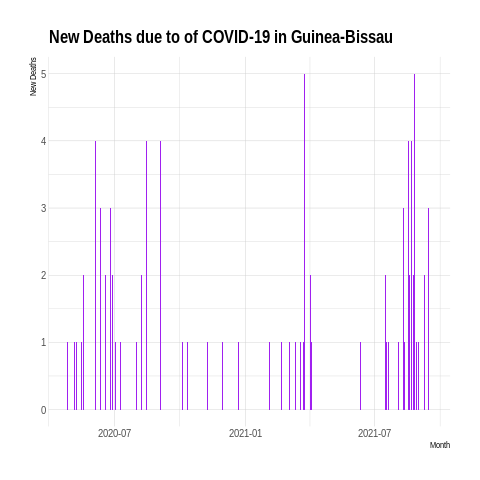 New Deaths due to of COVID-19 in Guinea-Bissau
New Deaths
5
4
3
2
1
0
2020-07 2021-01 2021-07
Month